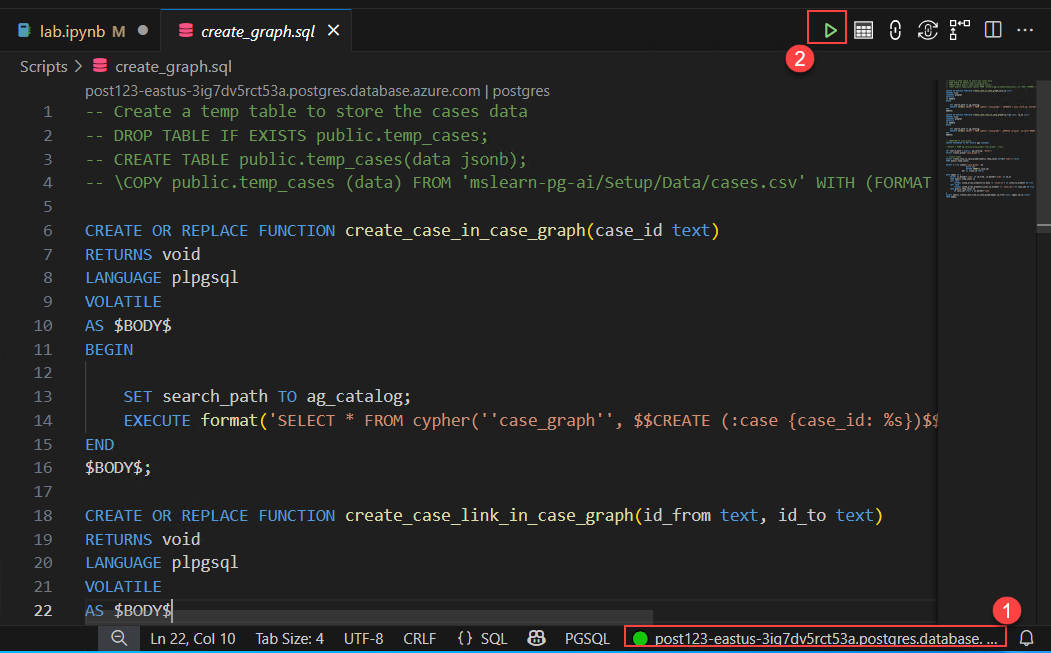 lab.ipynb M
create_graph.sql
2
Scripts > create_graph.sql
post123-eastus-3ig7dv5rct53a.postgres.database.azure.com | postgres
1 -- Create a temp table to store the cases data
2 -- DROP TABLE IF EXISTS public.temp_cases;
3 -- CREATE TABLE public.temp_cases(data jsonb);
4 -- \COPY public.temp_cases (data) FROM 'mslearn-pg-ai/Setup/Data/cases.csv' WITH (FORMAT
5
6 CREATE OR REPLACE FUNCTION create_case_in_case_graph(case_id text)
7 RETURNS void
8 LANGUAGE plpgsql
9 VOLATILE
10 AS $BODY$
11 BEGIN
12
13 SET search_path TO ag_catalog;
14 EXECUTE format('SELECT * FROM cypher(''case_graph'', $$CREATE (:case {case_id: %s})$$
15 END
16 $BODY$;
17
18 CREATE OR REPLACE FUNCTION create_case_link_in_case_graph(id_from text, id_to text)
19 RETURNS void
20 LANGUAGE plpgsql
21 VOLATILE
22 AS $BODY$
1
Ln 22, Col 10 Tab Size: 4 UTF-8 CRLF {} SQL PGSQL post123-eastus-3ig7dv5rct53a.postgres.database. ...